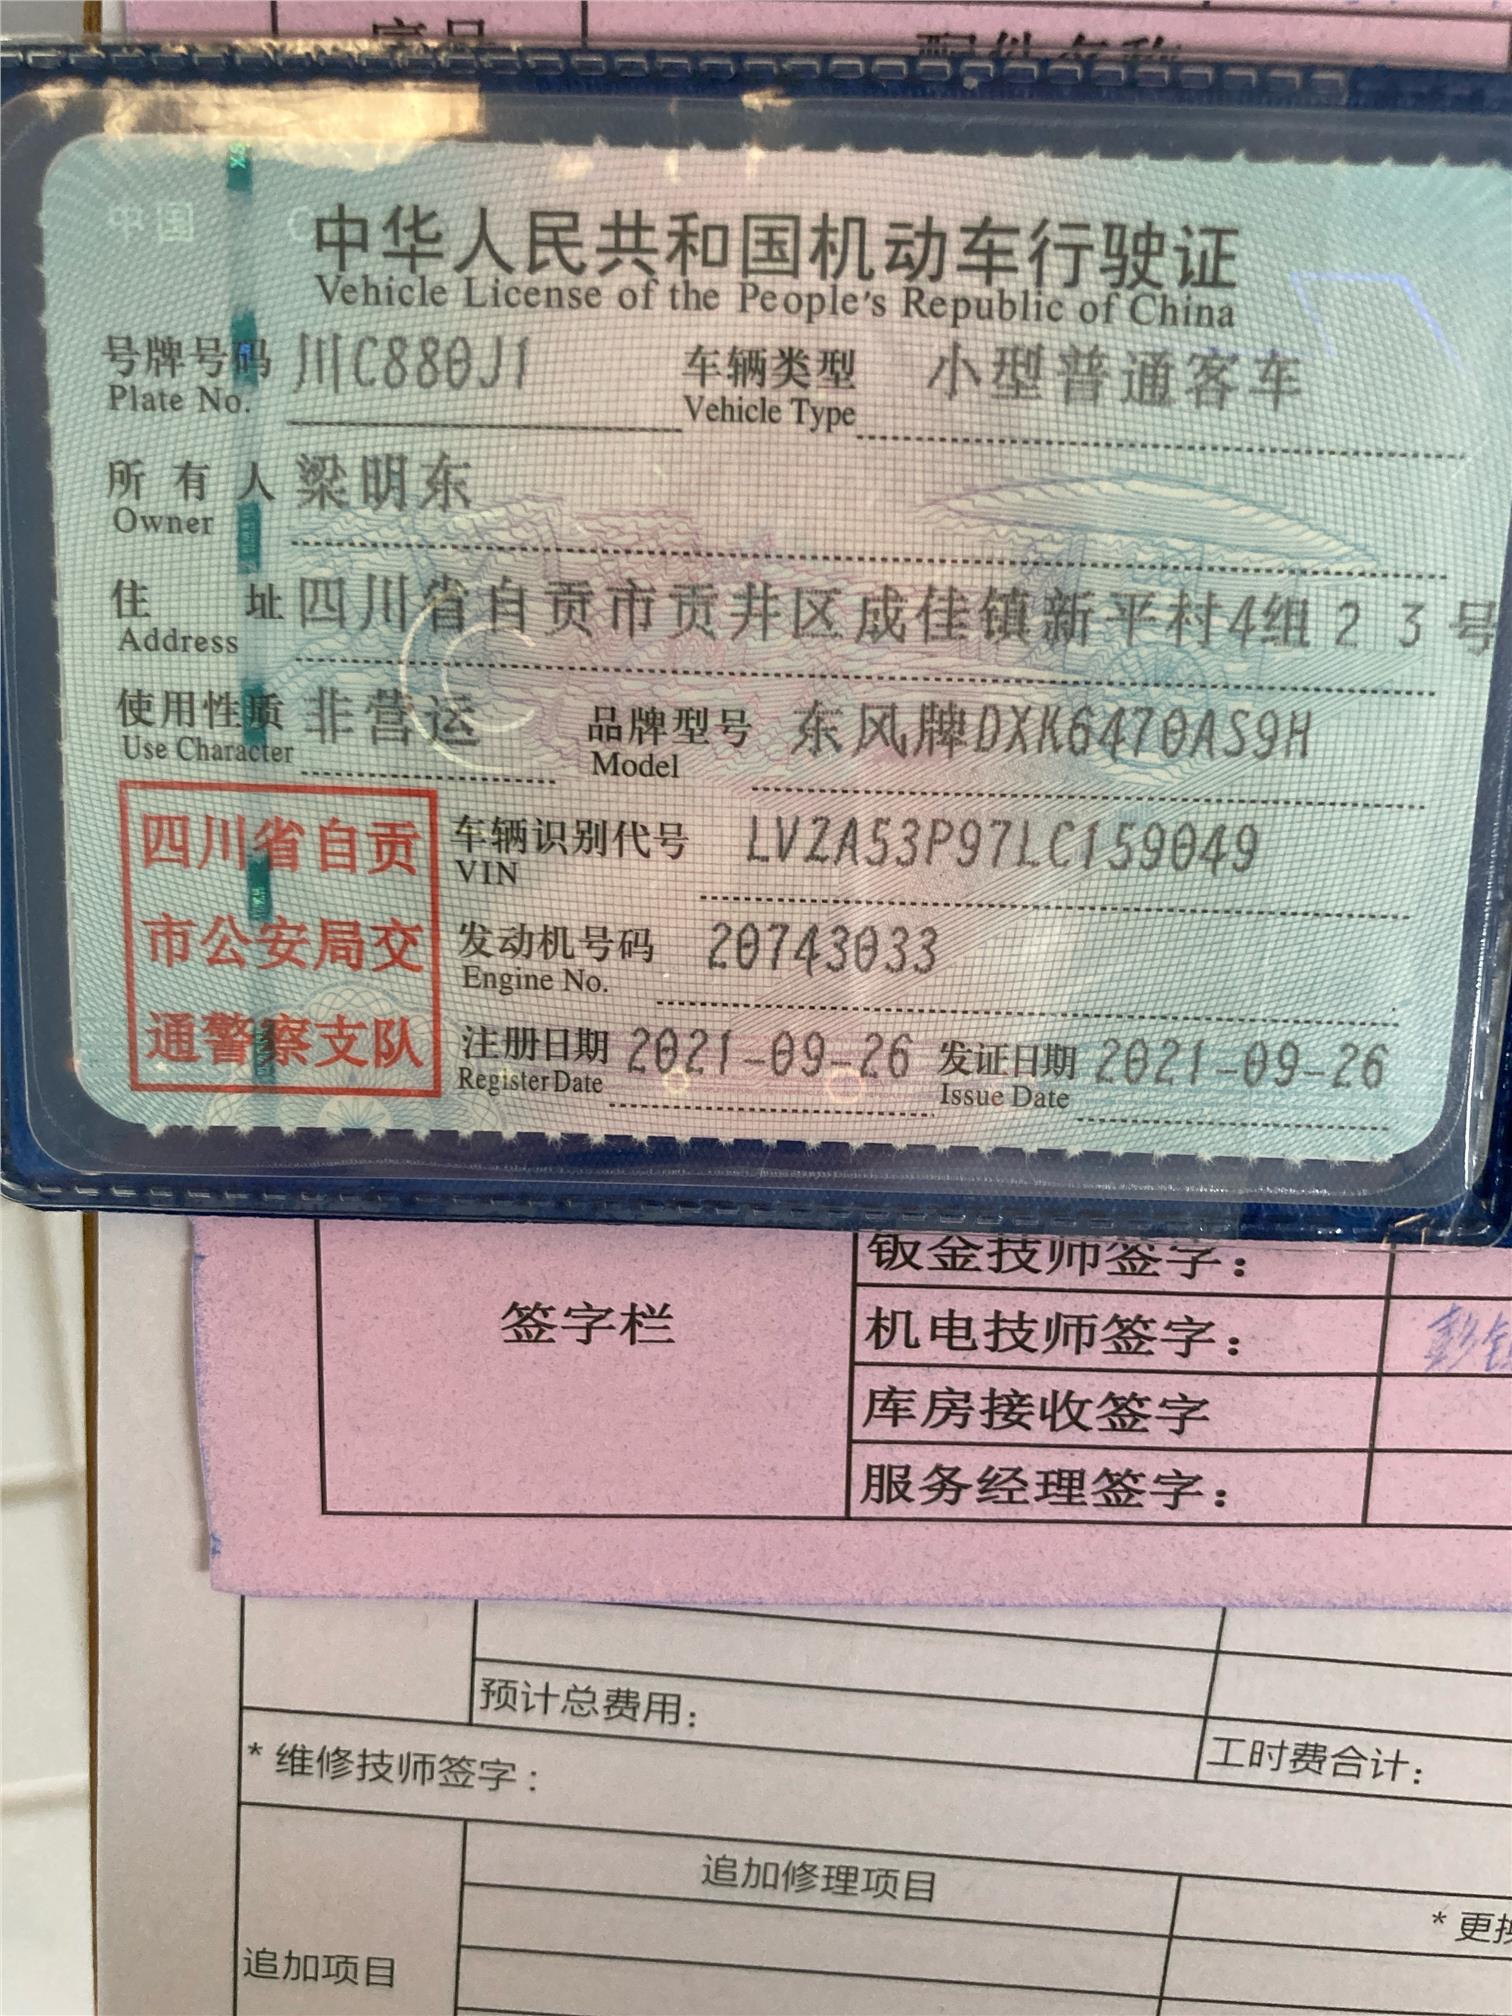 序号 配件名称
中国
中华人民共和国机动车行驶证
Vehicle License of the People's Republic of China
号牌号码 川C880J1 车辆类型 小型普通客车
Plate No. Vehicle Type
所有人 梁明东
Owner
住址 四川省自贡市贡井区成佳镇新平村4组23号
Address
使用性质 非营运 品牌型号 东风牌DXK6470AS9H
Use Character Model
四川省自贡
市公安局交
通警察支队
车辆识别代号 LVZA53P97LC159049
VIN
发动机号码 20743033
Engine No.
注册日期 2021-09-26 发证日期 2021-09-26
Register Date Issue Date
钣金技师签字：
签字栏 机电技师签字：
库房接收签字
服务经理签字：
预计总费用：
工时费合计：
* 维修技师签字：
追加修理项目
* 更换
追加项目